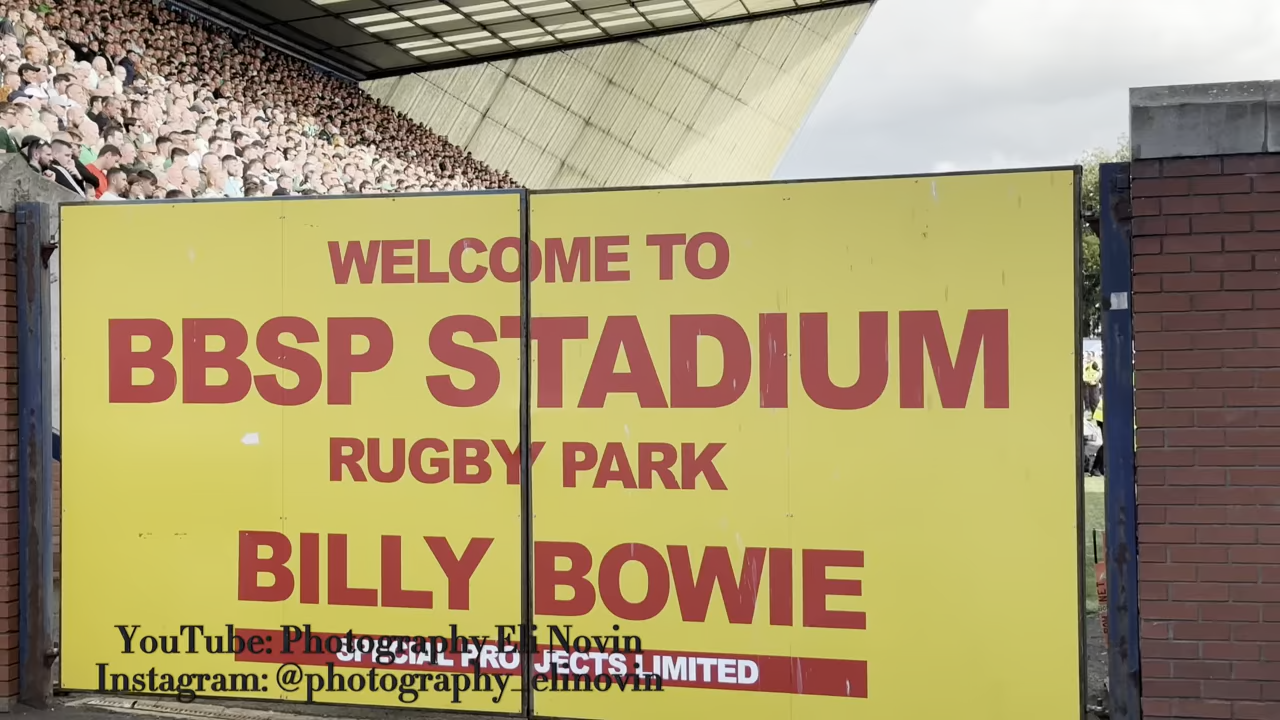 WELCOME TO
BBSP STADIUM
RUGBY PARK
BILLY BOWIE
SPECIAL PROJECTS LIMITED
YouTube: Photography Eli Novin
Instagram: @photography_elinovin